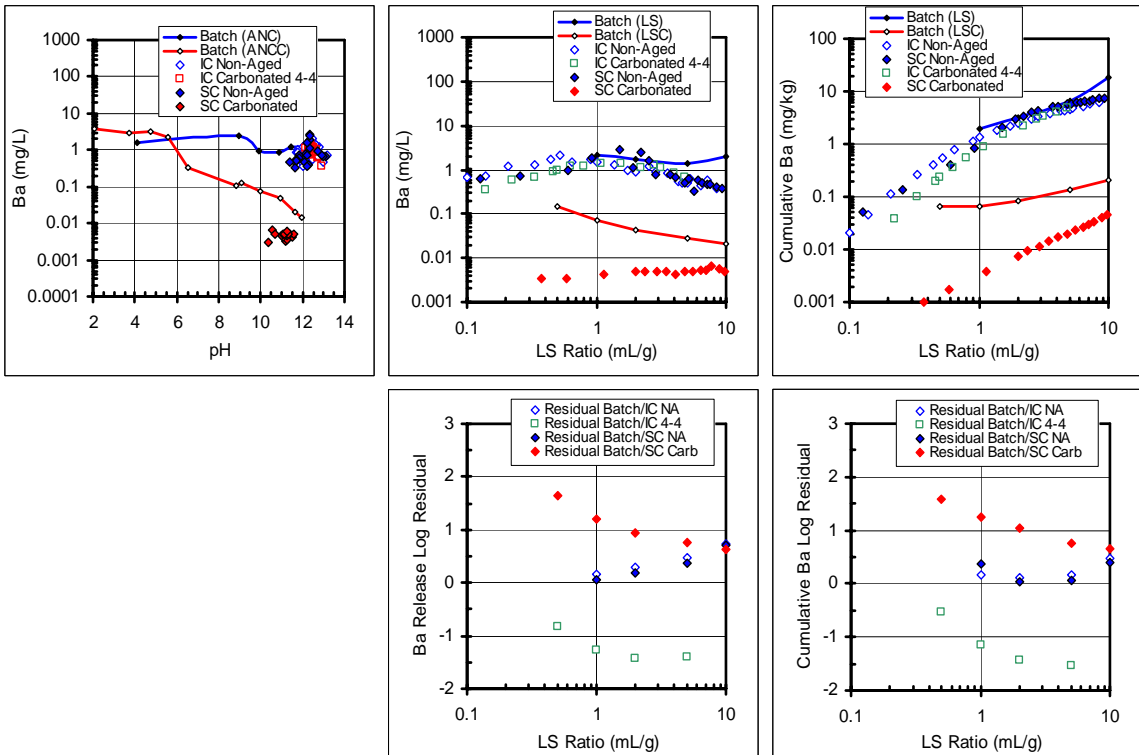 Ba (mg/L)
1000
100
10
1
0.1
0.01
0.001
0.0001
2 4 6 8 10 12 14
pH
Batch (ANC)
Batch (ANCC)
IC Non-Aged
IC Carbonated 4-4
SC Non-Aged
SC Carbonated
Ba (mg/L)
1000
100
10
1
0.1
0.01
0.001
0.1 1 10
LS Ratio (mL/g)
Batch (LS)
Batch (LSC)
IC Non-Aged
IC Carbonated 4-4
SC Non-Aged
SC Carbonated
Cumulative Ba (mg/kg)
100
10
1
0.1
0.01
0.001
0.1 1 10
LS Ratio (mL/g)
Batch (LS)
Batch (LSC)
IC Non-Aged
SC Non-Aged
IC Carbonated 4-4
SC Carbonated
Ba Release Log Residual
3
2
1
0
-1
-2
0.1 1 10
LS Ratio (mL/g)
Residual Batch/IC NA
Residual Batch/IC 4-4
Residual Batch/SC NA
Residual Batch/SC Carb
Cumulative Ba Log Residual
3
2
1
0
-1
-2
0.1 1 10
LS Ratio (mL/g)
Residual Batch/IC NA
Residual Batch/IC 4-4
Residual Batch/SC NA
Residual Batch/SC Carb